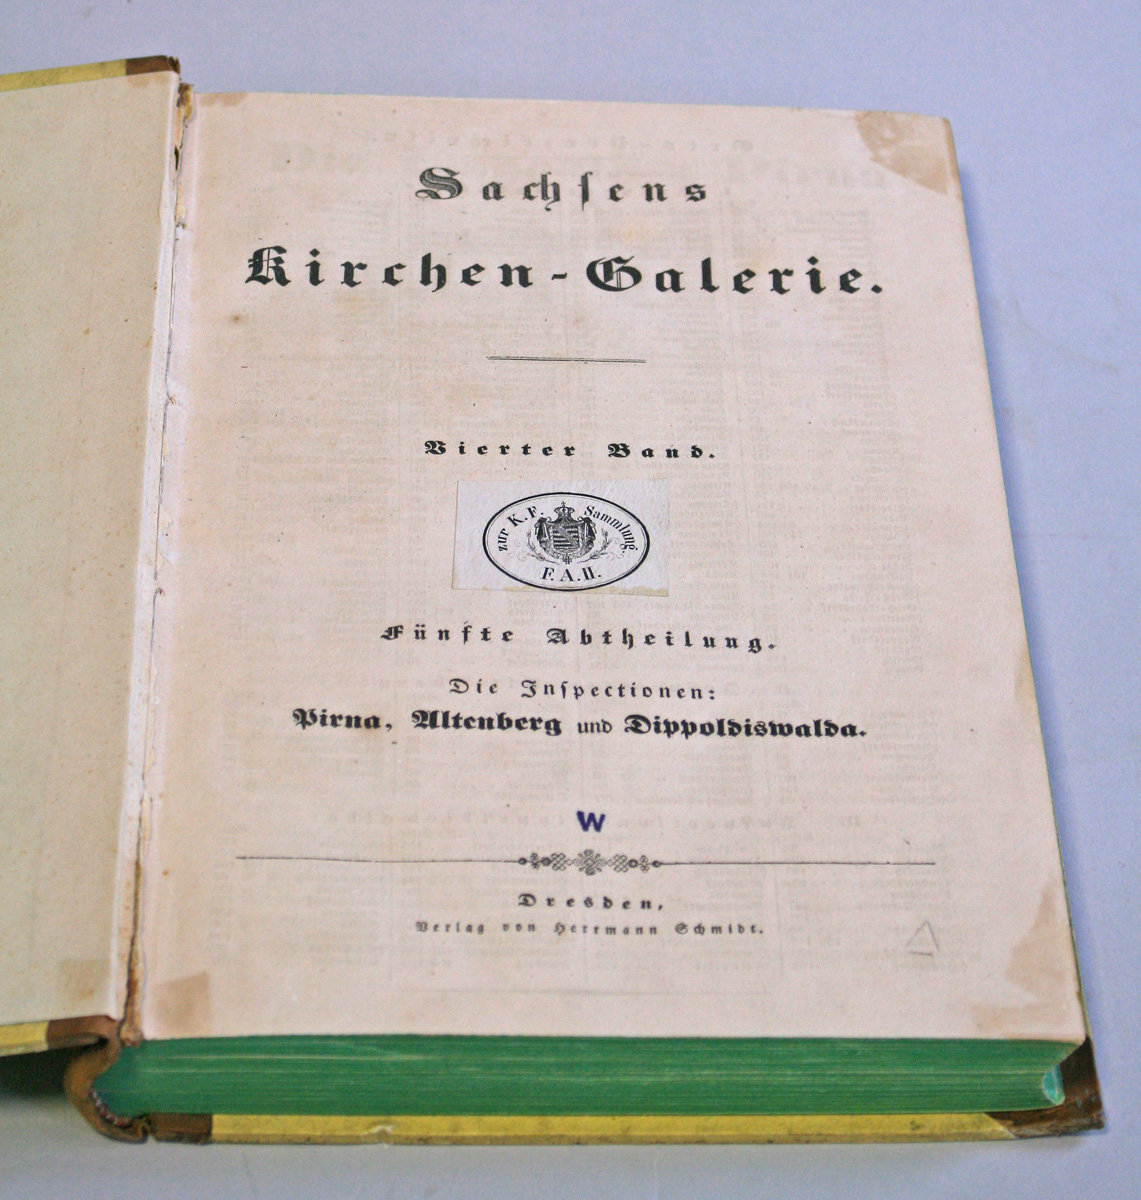 Sachſens
Kirchen-Galerie.
Vierter Band.
zur K. F. Sammlung.
F. A. II.
Fünfte Abtheilung.
Die Inſpectionen:
Pirna, Altenberg und Dippoldiswalda.
W
Dresden,
Verlag von Herrmann Schmidt.